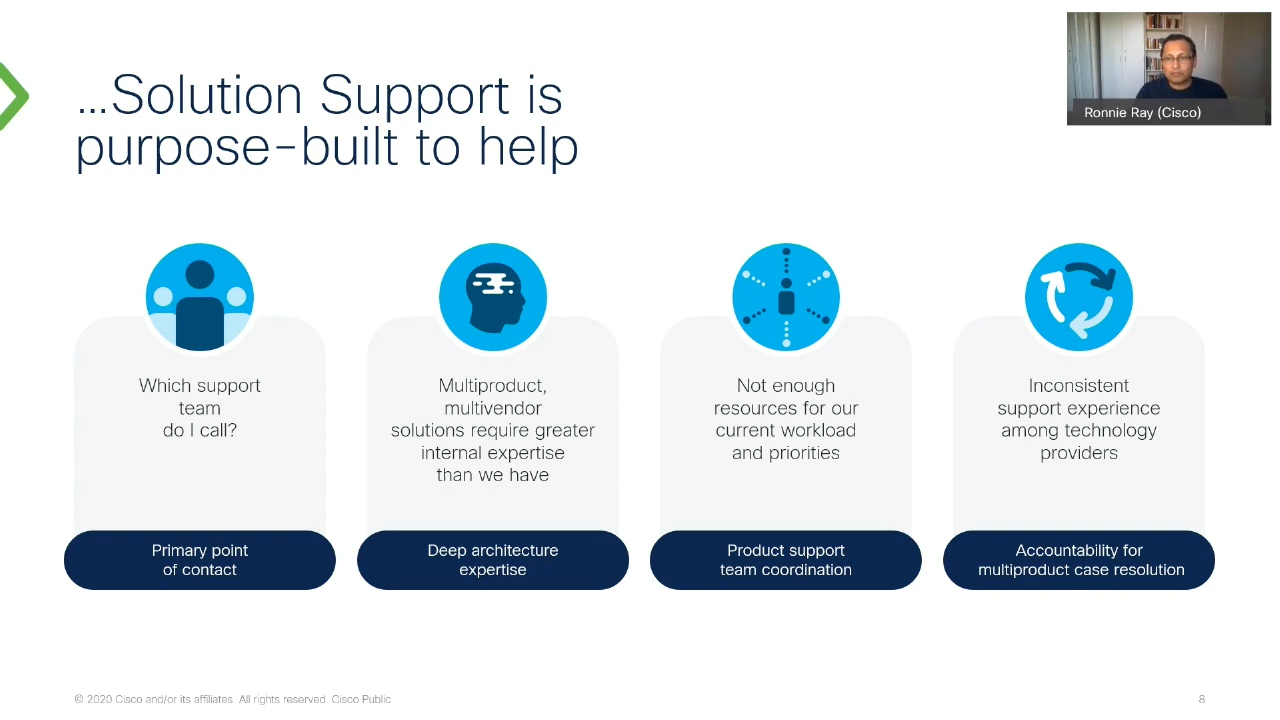 ...Solution Support is
purpose-built to help
Ronnie Ray (Cisco)
Which support
team
do I call?
Primary point
of contact
Multiproduct,
multivendor
solutions require greater
internal expertise
than we have
Deep architecture
expertise
Not enough
resources for our
current workload
and priorities
Product support
team coordination
Inconsistent
support experience
among technology
providers
Accountability for
multiproduct case resolution
© 2020 Cisco and/or its affiliates. All rights reserved. Cisco Public
8